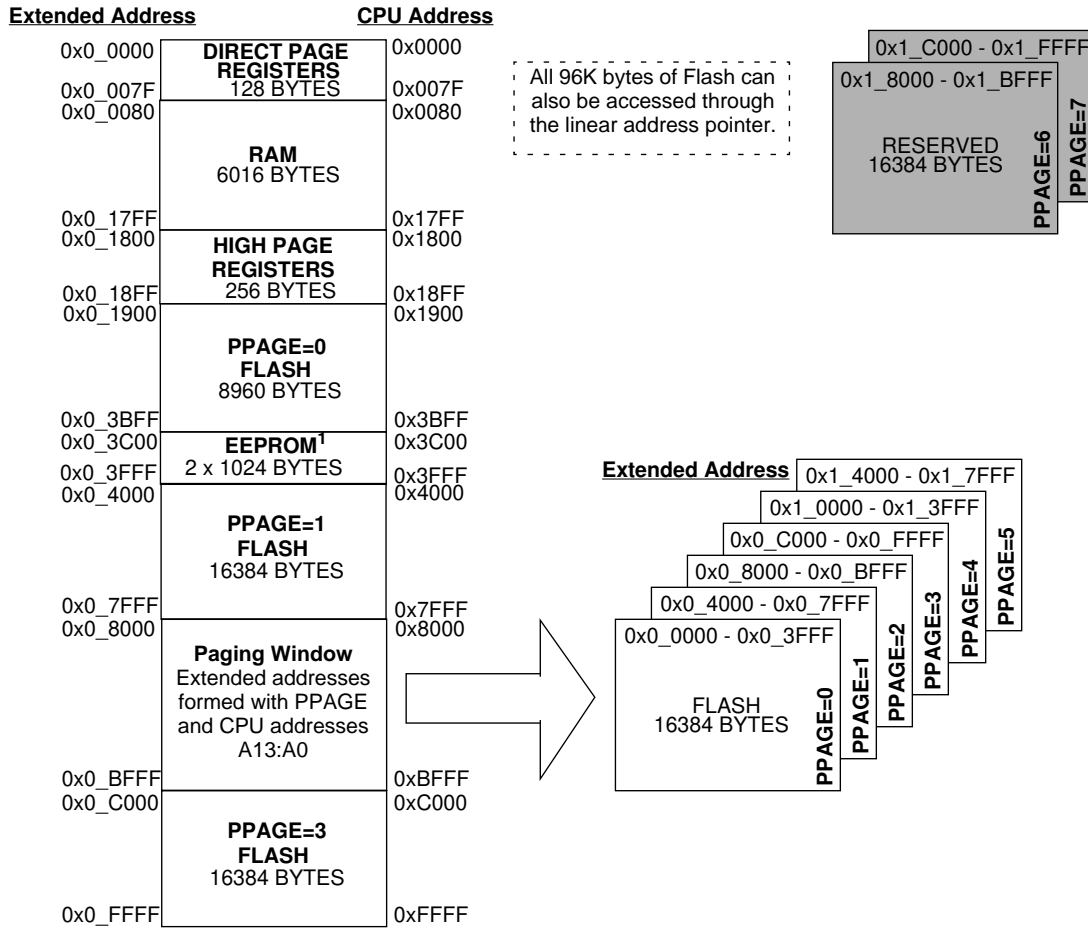 Extended Address
CPU Address
0x0_0000
DIRECT PAGE
REGISTERS
128 BYTES
0x0000
0x0_007F
0x007F
0x0_0080
0x0080
RAM
6016 BYTES
0x0_17FF
0x17FF
0x0_1800
0x1800
HIGH PAGE
REGISTERS
256 BYTES
0x0_18FF
0x18FF
0x0_1900
0x1900
PPAGE=0
FLASH
8960 BYTES
0x0_3BFF
0x3BFF
0x0_3C00
0x3C00
EEPROM¹
2 x 1024 BYTES
0x0_3FFF
0x3FFF
0x0_4000
0x4000
PPAGE=1
FLASH
16384 BYTES
0x0_7FFF
0x7FFF
0x0_8000
0x8000
Paging Window
Extended addresses
formed with PPAGE
and CPU addresses
A13:A0
0x0_BFFF
0xBFFF
0x0_C000
0xC000
PPAGE=3
FLASH
16384 BYTES
0x0_FFFF
0xFFFF
All 96K bytes of Flash can
also be accessed through
the linear address pointer.
0x1_C000 - 0x1_FFFF
0x1_8000 - 0x1_BFFF
RESERVED
16384 BYTES
PPAGE=6
PPAGE=7
Extended Address
0x1_4000 - 0x1_7FFF
0x1_0000 - 0x1_3FFF
0x0_C000 - 0x0_FFFF
0x0_8000 - 0x0_BFFF
0x0_4000 - 0x0_7FFF
0x0_0000 - 0x0_3FFF
FLASH
16384 BYTES
PPAGE=0
PPAGE=1
PPAGE=2
PPAGE=3
PPAGE=4
PPAGE=5